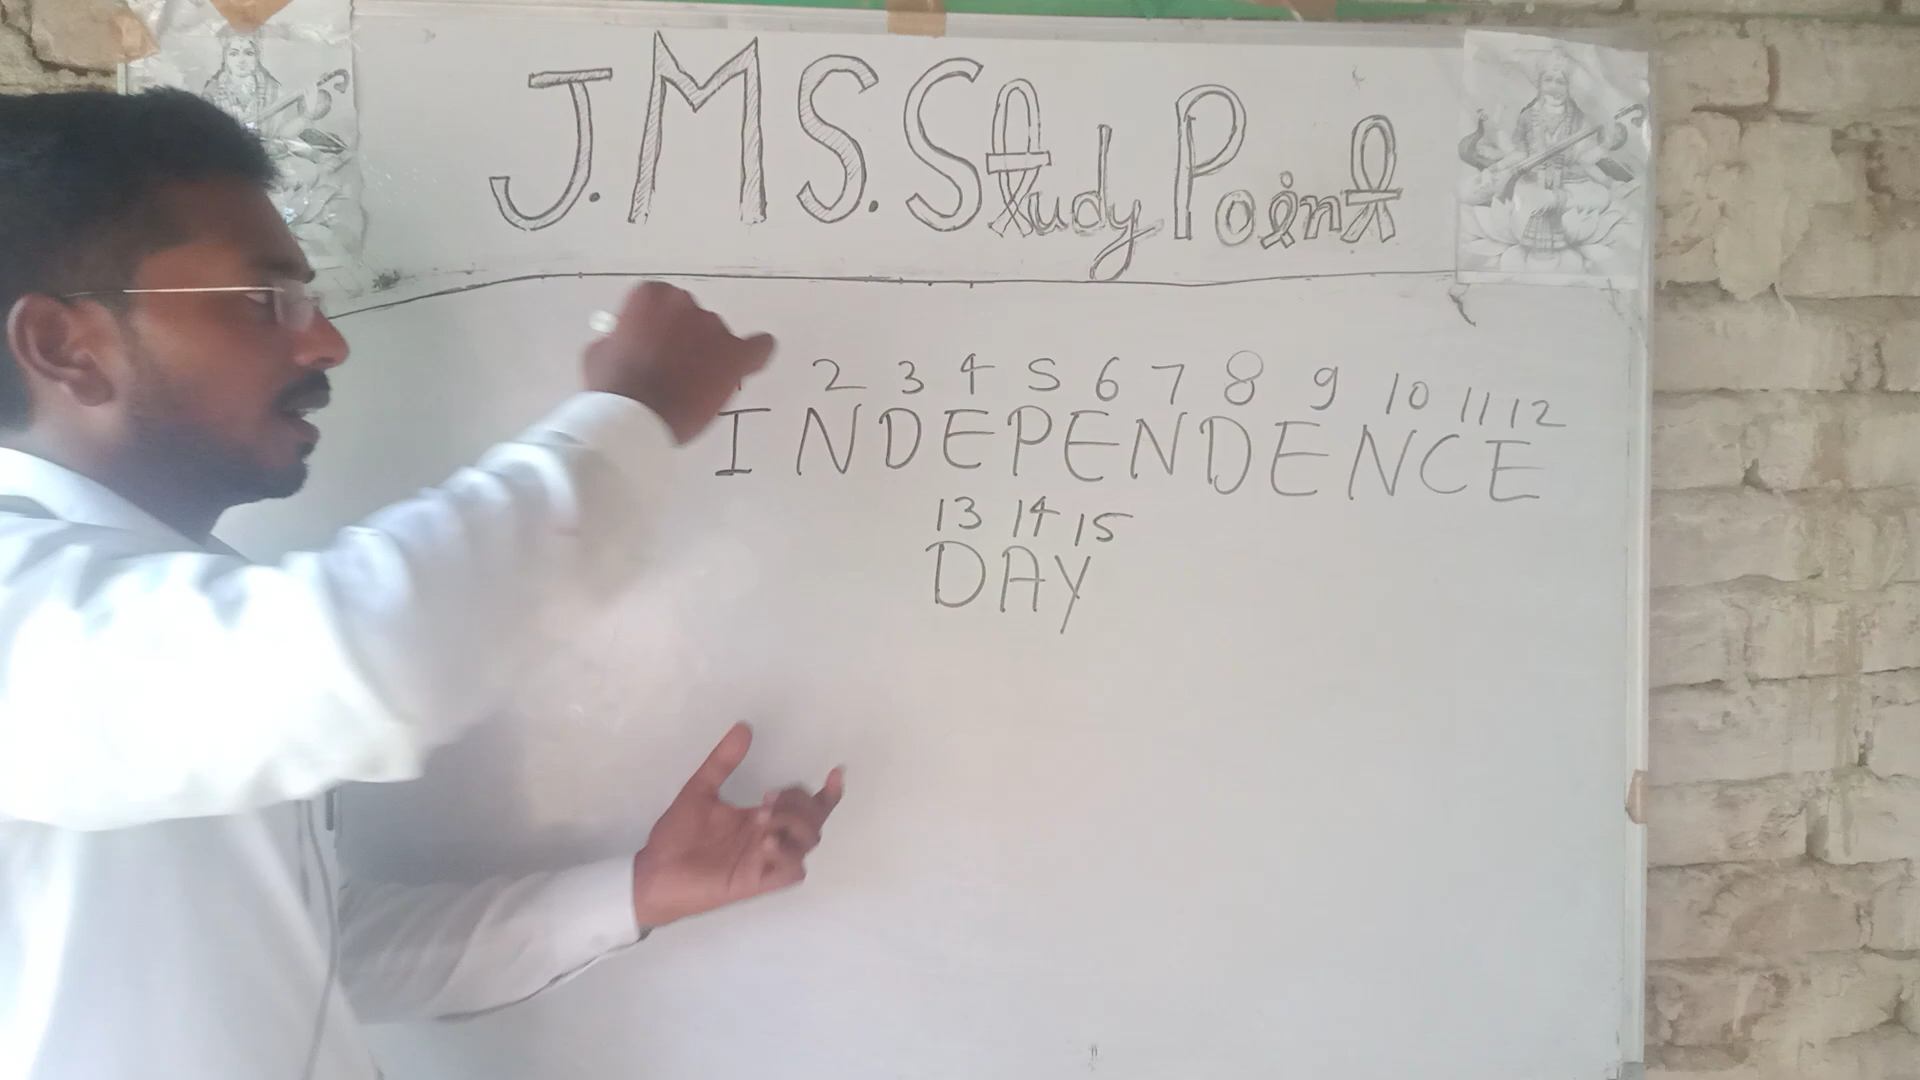 J.M.S. Study Point
2 3 4 5 6 7 8 9 10 11 12
INDEPENDENCE
13 14 15
DAY